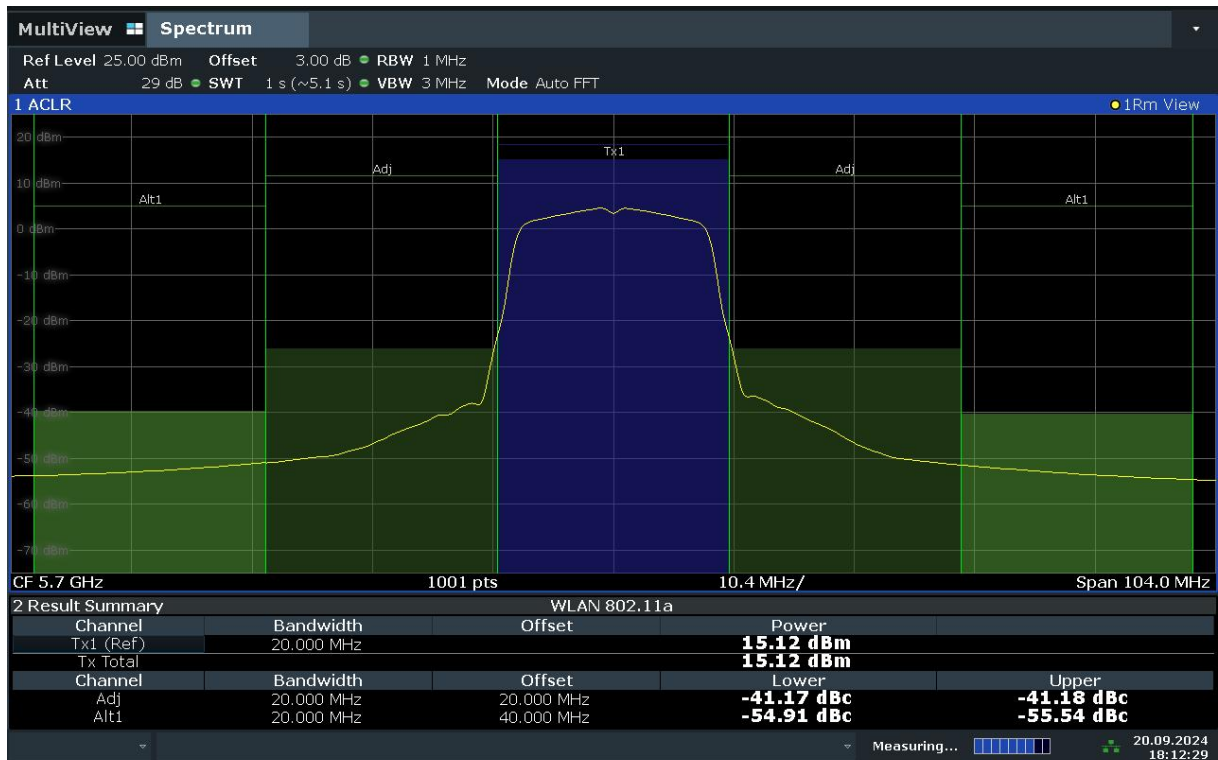 MultiView Spectrum
Ref Level 25.00 dBm Offset 3.00 dB RBW 1 MHz
Att 29 dB SWT 1 s (~5.1 s) VBW 3 MHz Mode Auto FFT
1 ACLR 1Rm View
20 dBm
Tx1
Adj Adj
10 dBm
Alt1 Alt1
0 dBm
-10 dBm
-20 dBm
-30 dBm
-40 dBm
-50 dBm
-60 dBm
-70 dBm
CF 5.7 GHz 1001 pts 10.4 MHz/ Span 104.0 MHz
2 Result Summary WLAN 802.11a
Channel Bandwidth Offset Power
Tx1 (Ref) 20.000 MHz 15.12 dBm
Tx Total 15.12 dBm
Channel Bandwidth Offset Lower Upper
Adj 20.000 MHz 20.000 MHz -41.17 dBc -41.18 dBc
Alt1 20.000 MHz 40.000 MHz -54.91 dBc -55.54 dBc
Measuring... 20.09.2024
18:12:29